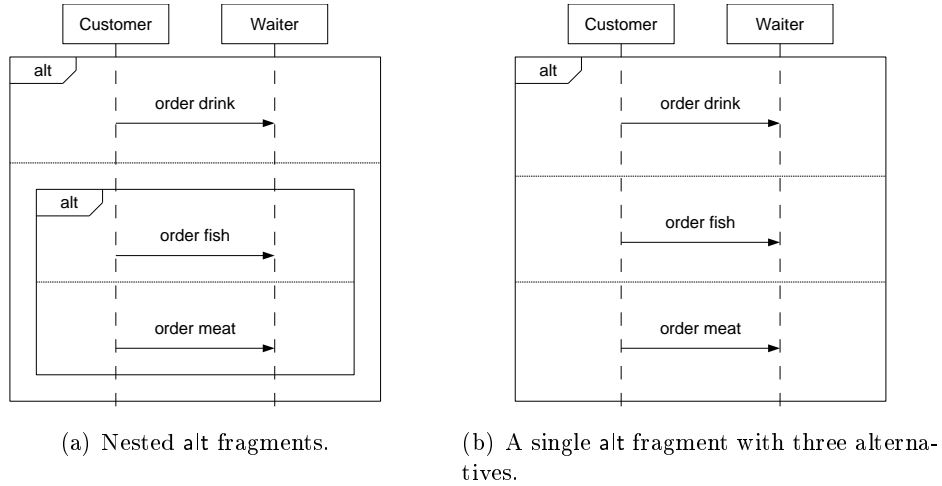 Customer
Waiter
alt
order drink
alt
order fish
order meat
(a) Nested alt fragments.
Customer
Waiter
alt
order drink
order fish
order meat
(b) A single alt fragment with three alterna-
tives.